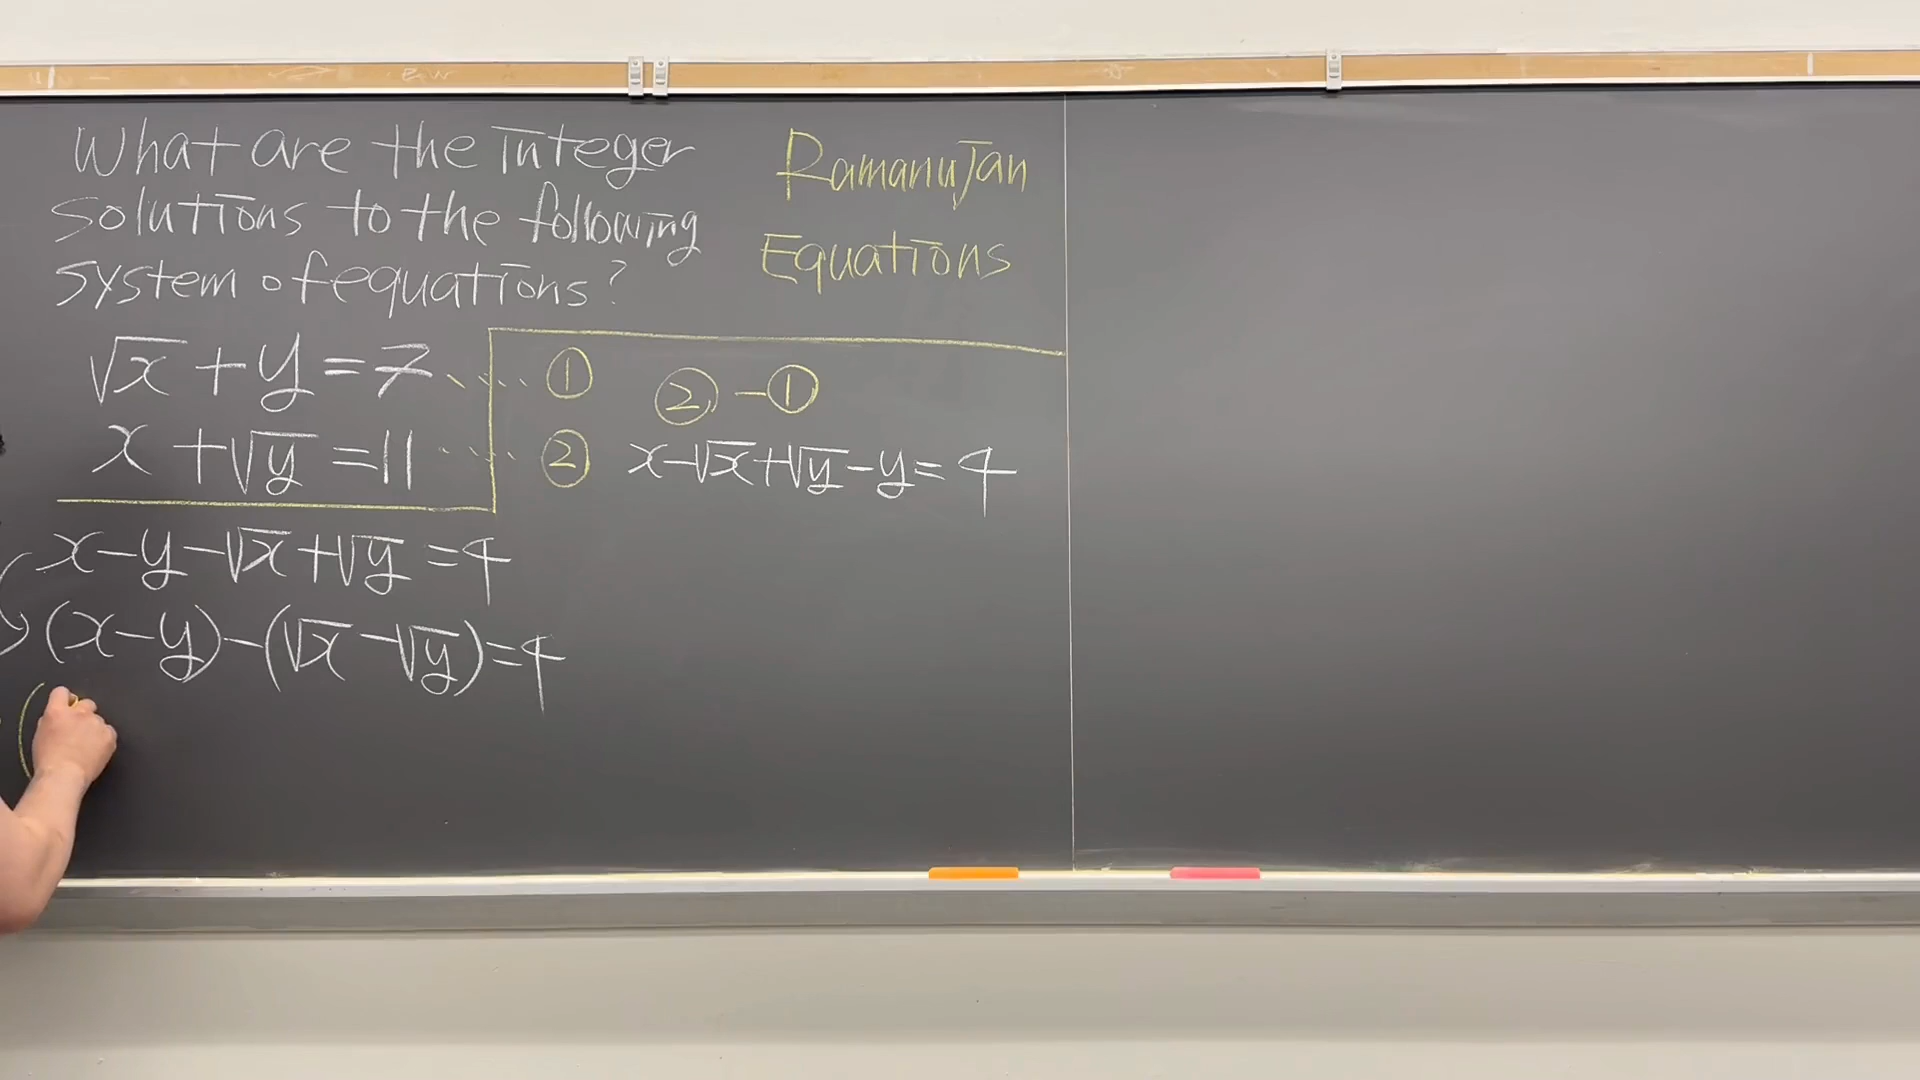 What are the integer
solutions to the following
system of equations?
Ramanujan
Equations
√x + y = 7 ..... ①
x + √y = 11 ..... ②
② - ①
x - √x + √y - y = 4
x - y - √x + √y = 4
(x - y) - (√x - √y) = 4
(